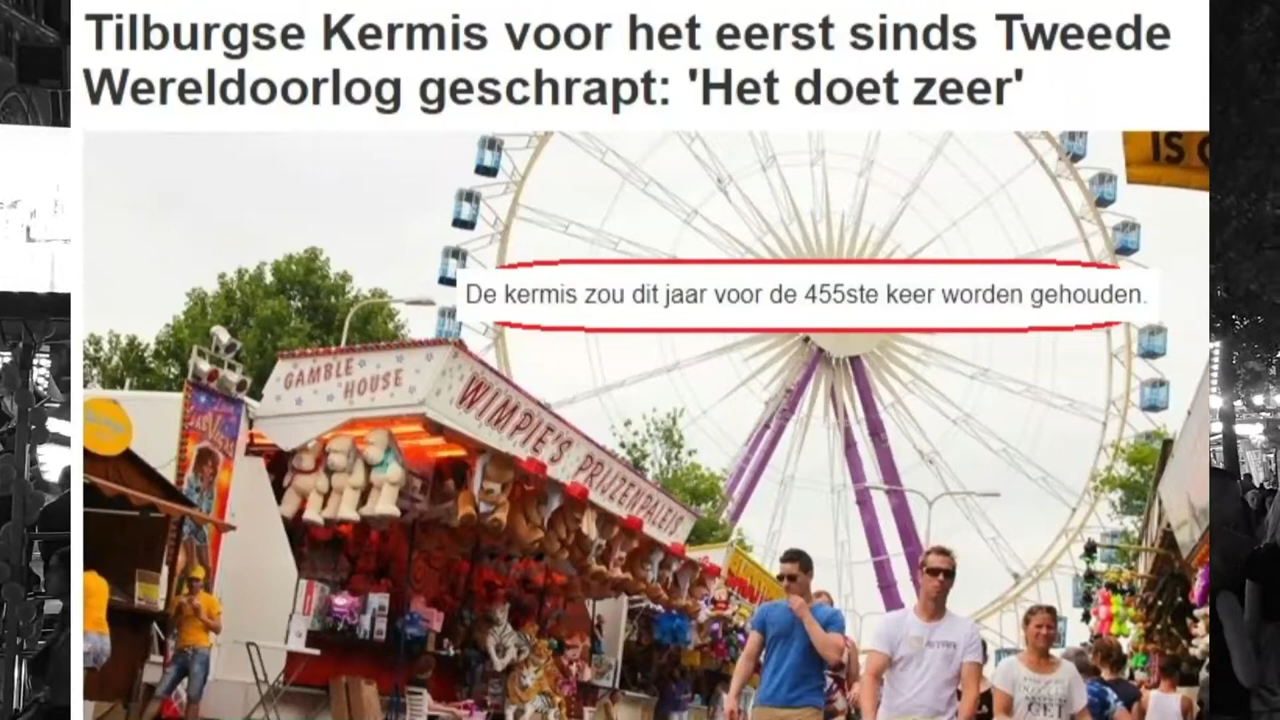 Tilburgse Kermis voor het eerst sinds Tweede
Wereldoorlog geschrapt: 'Het doet zeer'
IS
De kermis zou dit jaar voor de 455ste keer worden gehouden.
GAMBLE
HOUSE
WIMPIE'S PRIJZENPALEIS
GET